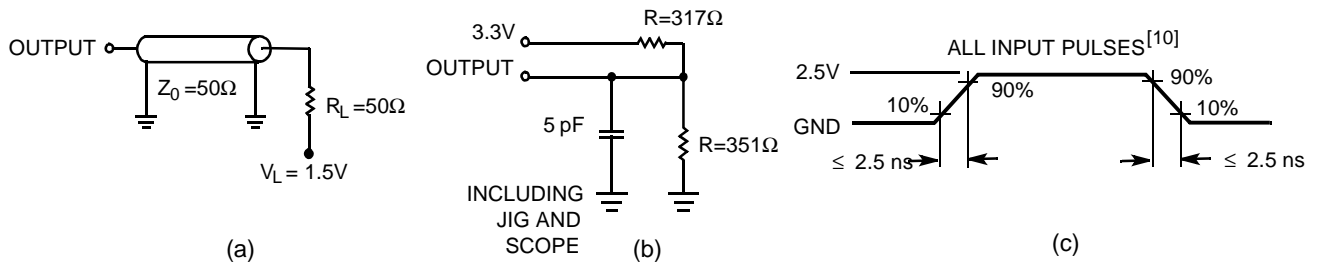 OUTPUT
Z0 =50Ω
RL =50Ω
VL = 1.5V
(a)
R=317Ω
3.3V
OUTPUT
5 pF
R=351Ω
INCLUDING
JIG AND
SCOPE
(b)
ALL INPUT PULSES[10]
2.5V
90%
90%
10%
10%
GND
≤ 2.5 ns
≤ 2.5 ns
(c)